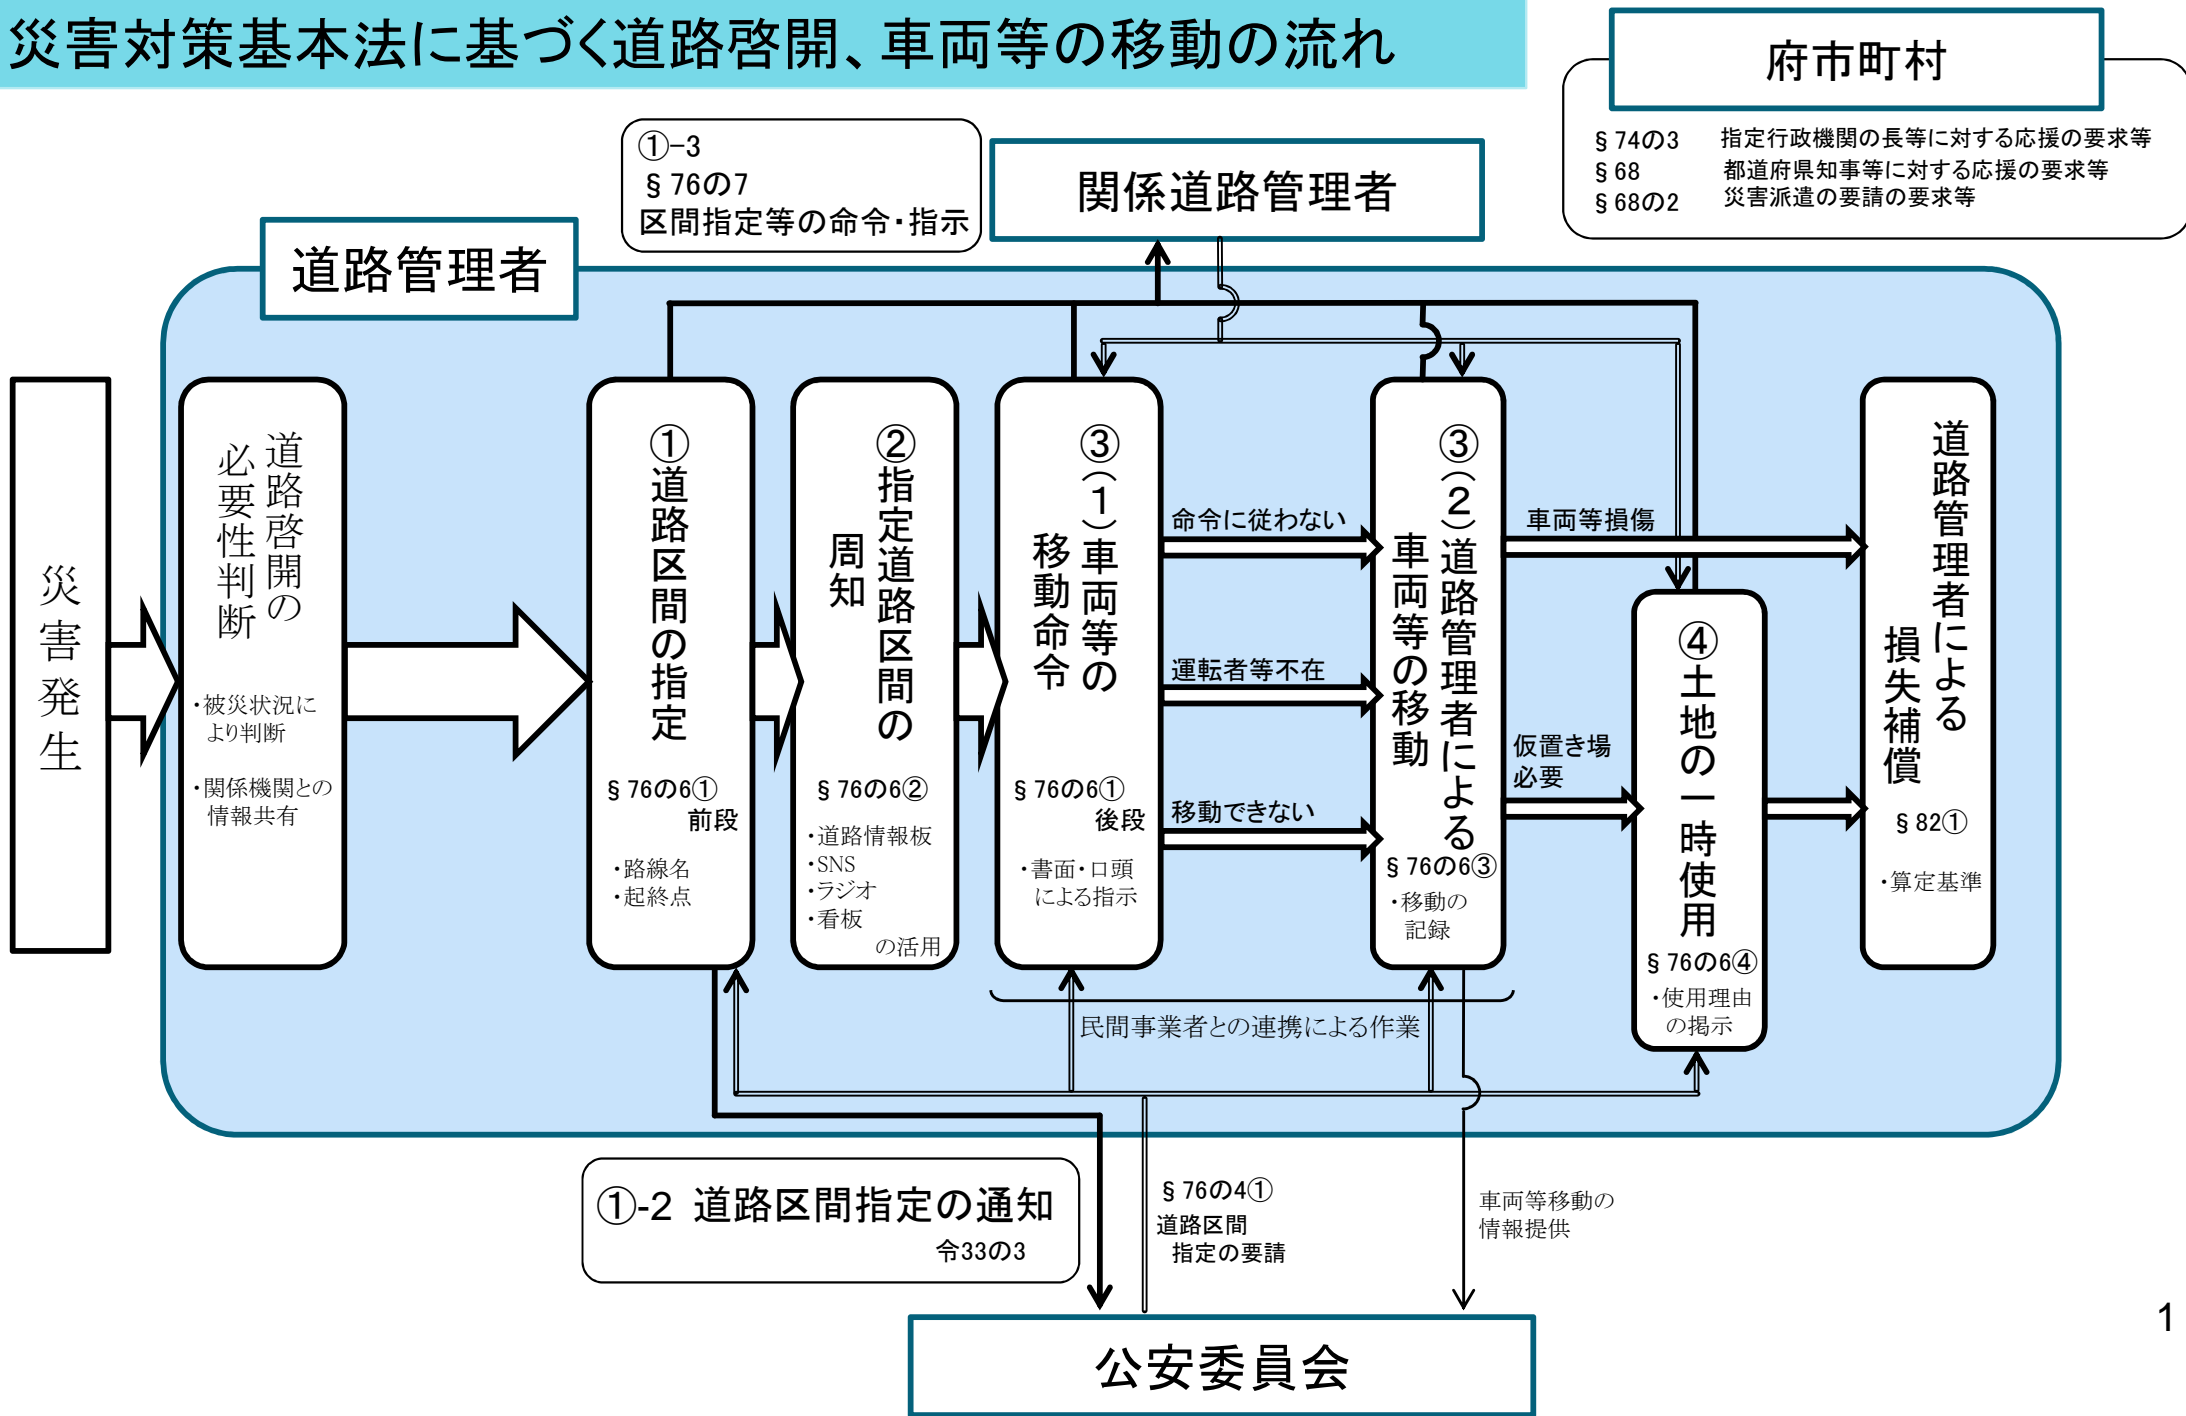 災害対策基本法に基づく道路啓開、車両等の移動の流れ
府市町村
§74の3 指定行政機関の長等に対する応援の要求等
§68 都道府県知事等に対する応援の要求等
§68の2 災害派遣の要請の要求等
①-3
§76の7
区間指定等の命令・指示
関係道路管理者
道路管理者
災害発生
道路啓開の
必要性判断
・被災状況に
より判断
・関係機関との
情報共有
①道路区間の指定
§76の6①
前段
・路線名
・起終点
②指定道路区間の
周知
§76の6②
・道路情報板
・SNS
・ラジオ
・看板
の活用
③(1)車両等の
移動命令
§76の6①
後段
・書面・口頭
による指示
命令に従わない
運転者等不在
移動できない
③(2)道路管理者による
車両等の移動
§76の6③
・移動の
記録
車両等損傷
仮置き場
必要
④土地の一時使用
§76の6④
・使用理由
の掲示
道路管理者による
損失補償
§82①
・算定基準
民間事業者との連携による作業
①-2 道路区間指定の通知
令33の3
§76の4①
道路区間
指定の要請
車両等移動の
情報提供
公安委員会
1